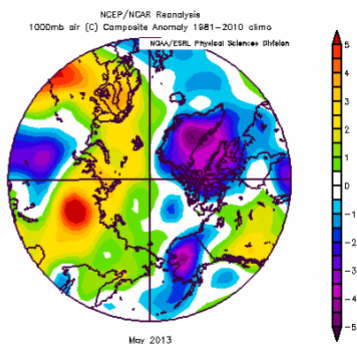 NCEP/NCAR Reanalysis
1000mb air (C) Composite Anomaly 1981-2010 climo
NOAA/ESRL Physical Sciences Division
5
4
3
2
1
0
-1
-2
-3
-4
-5
May 2013